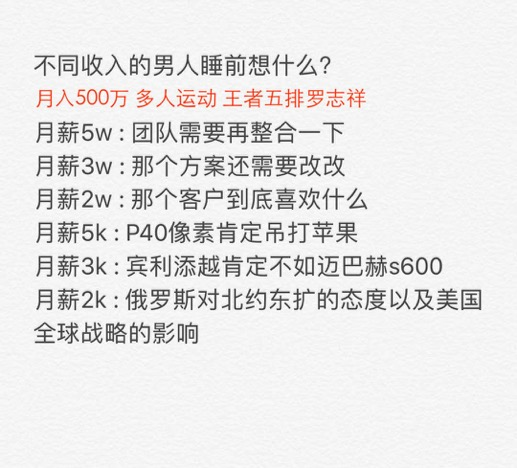 不同收入的男人睡前想什么?
月入500万 多人运动 王者五排罗志祥
月薪5w : 团队需要再整合一下
月薪3w : 那个方案还需要改改
月薪2w : 那个客户到底喜欢什么
月薪5k : P40像素肯定吊打苹果
月薪3k : 宾利添越肯定不如迈巴赫s600
月薪2k : 俄罗斯对北约东扩的态度以及美国
全球战略的影响